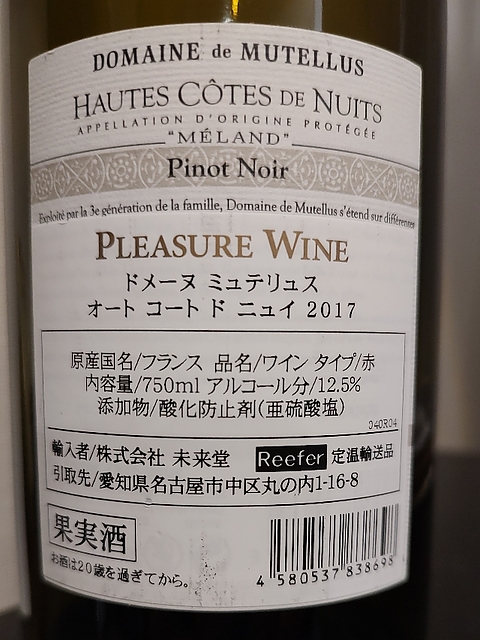 DOMAINE de MUTELLUS
HAUTES CÔTES DE NUITS
APPELLATION D'ORIGINE PROTÉGÉE
"MÉLAND"
Pinot Noir
Exploité par la 3e génération de la famille, Domaine de Mutellus s'étend sur différentes
PLEASURE WINE
ドメーヌ ミュテリュス
オート コート ド ニュイ 2017
原産国名/フランス 品名/ワイン タイプ/赤
内容量/750ml アルコール分/12.5%
添加物/酸化防止剤(亜硫酸塩)
040R04
輸入者/株式会社 未来堂 Reefer 定温輸送品
引取先/愛知県名古屋市中区丸の内1-16-8
果実酒
お酒は20歳を過ぎてから。
4 580537 838698